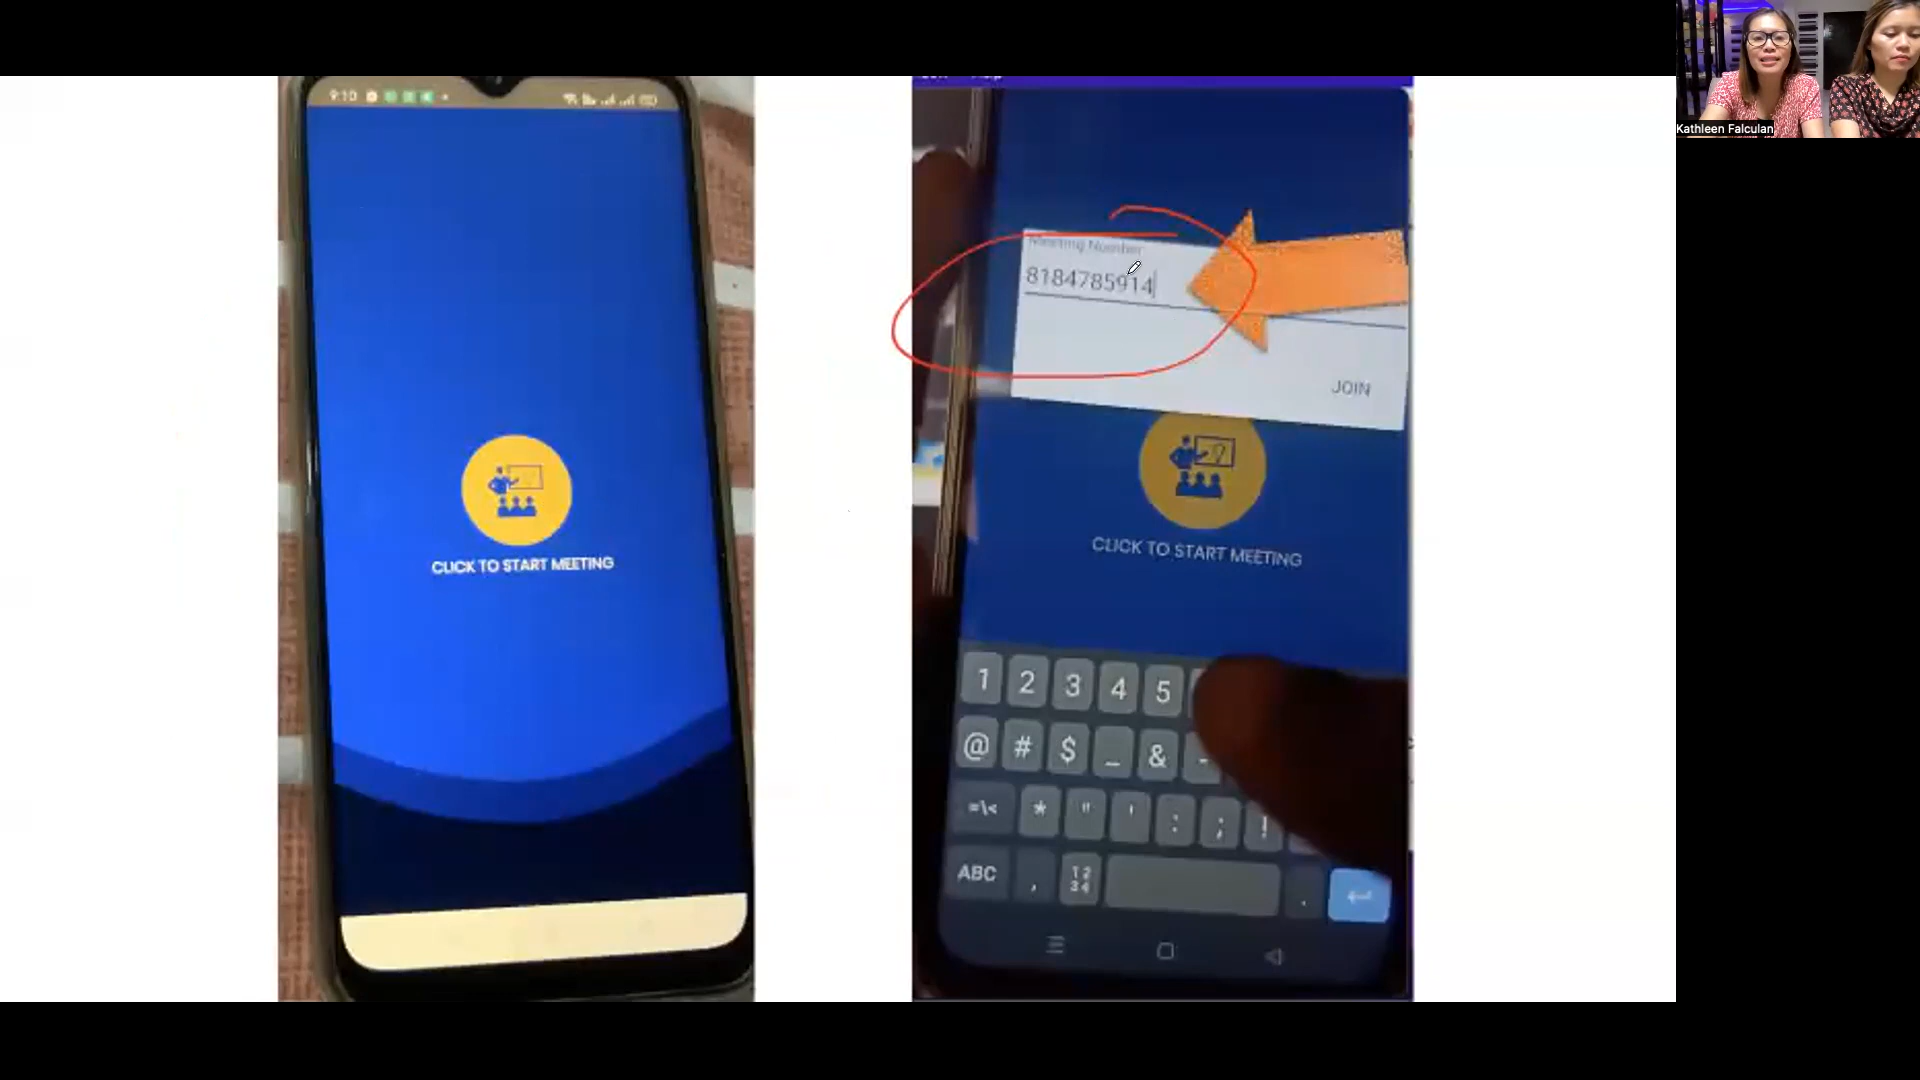 9:10
CLICK TO START MEETING
Meeting Number
8184785914
JOIN
CLICK TO START MEETING
1 2 3 4 5
@ # $ _ & -
=\< * " ' : ; !
ABC , 12 34 .
Kathleen Falculan